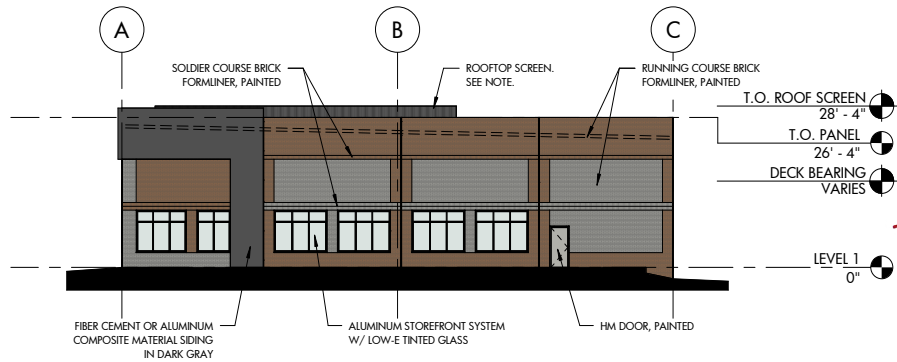 A
B
C
SOLDIER COURSE BRICK
FORMLINER, PAINTED
ROOFTOP SCREEN.
SEE NOTE.
RUNNING COURSE BRICK
FORMLINER, PAINTED
T.O. ROOF SCREEN
28' - 4"
T.O. PANEL
26' - 4"
DECK BEARING
VARIES
LEVEL 1
0"
FIBER CEMENT OR ALUMINUM
COMPOSITE MATERIAL SIDING
IN DARK GRAY
ALUMINUM STOREFRONT SYSTEM
W/ LOW-E TINTED GLASS
HM DOOR, PAINTED